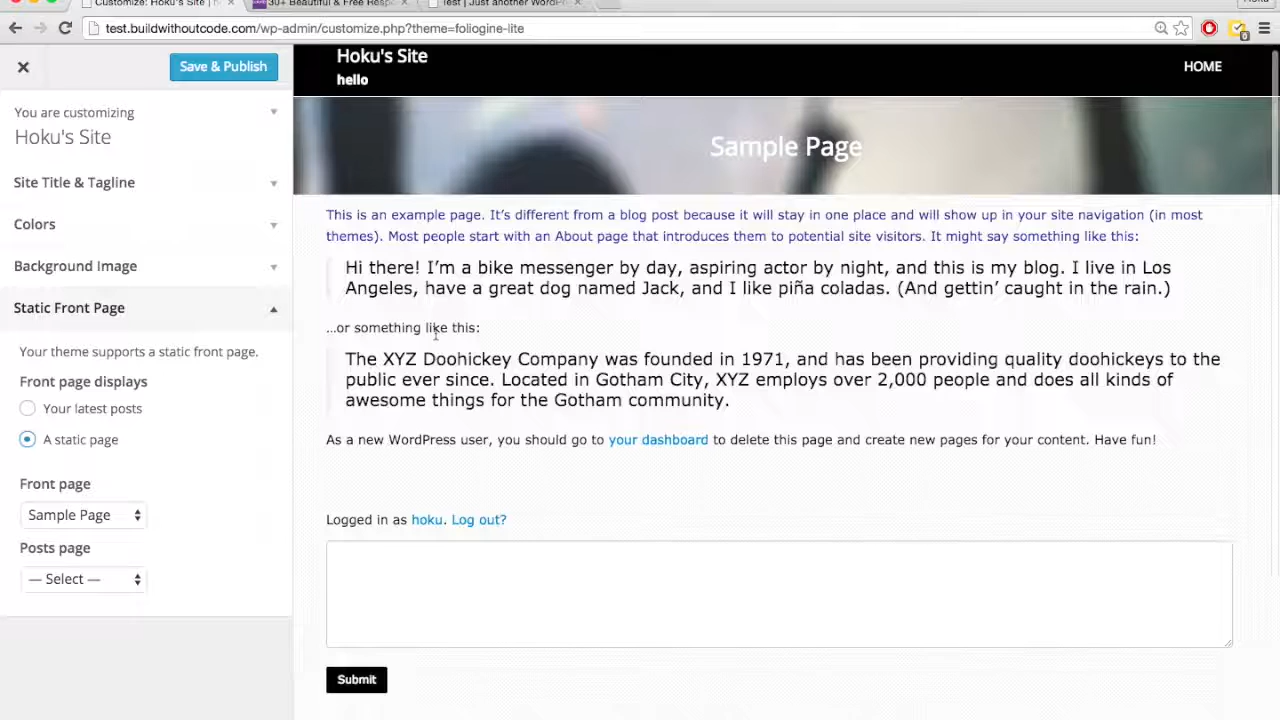 Customize: Hoku's Site |
30+ Beautiful & Free Resp
Test | Just another WordPr
test.buildwithoutcode.com/wp-admin/customize.php?theme=foliogine-lite
Save & Publish
You are customizing
Hoku's Site
Site Title & Tagline
Colors
Background Image
Static Front Page
Your theme supports a static front page.
Front page displays
Your latest posts
A static page
Front page
Sample Page
Posts page
— Select —
Hoku's Site
hello
HOME
Sample Page
This is an example page. It’s different from a blog post because it will stay in one place and will show up in your site navigation (in most
themes). Most people start with an About page that introduces them to potential site visitors. It might say something like this:
Hi there! I’m a bike messenger by day, aspiring actor by night, and this is my blog. I live in Los
Angeles, have a great dog named Jack, and I like piña coladas. (And gettin’ caught in the rain.)
…or something like this:
The XYZ Doohickey Company was founded in 1971, and has been providing quality doohickeys to the
public ever since. Located in Gotham City, XYZ employs over 2,000 people and does all kinds of
awesome things for the Gotham community.
As a new WordPress user, you should go to your dashboard to delete this page and create new pages for your content. Have fun!
Logged in as hoku. Log out?
Submit